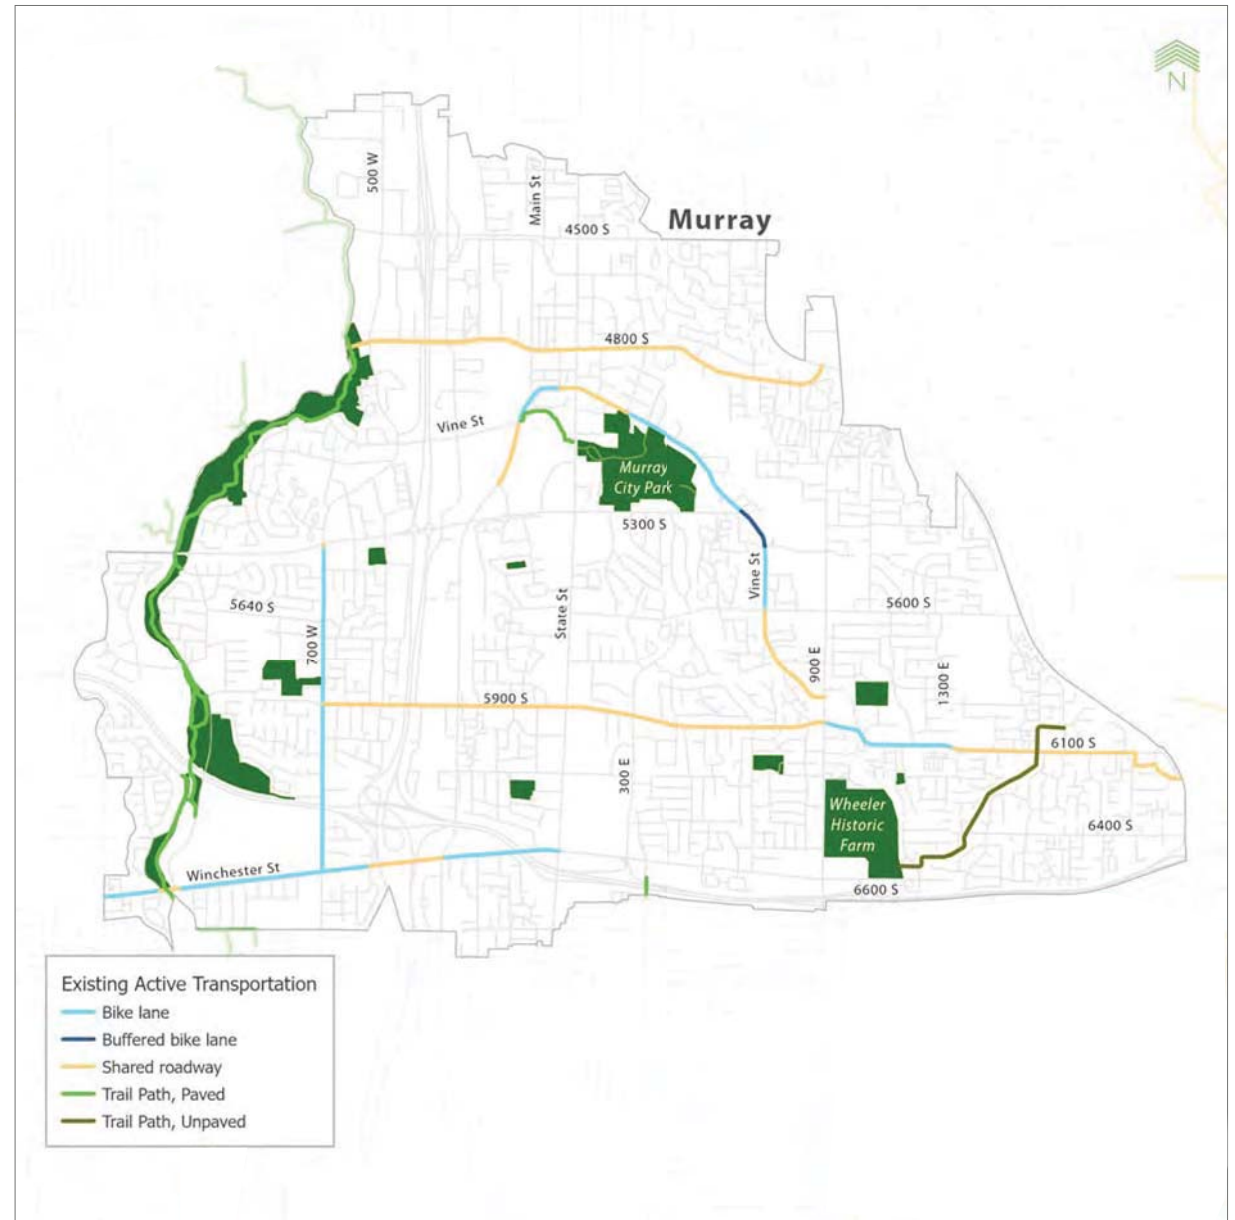 N
500 W
Main St
4500 S
Murray
4800 S
Vine St
Murray
City Park
5300 S
Vine St
5640 S
State St
5600 S
700 W
900 E
1300 E
5900 S
6100 S
300 E
Wheeler
Historic
Farm
6400 S
Winchester St
6600 S
Existing Active Transportation
Bike lane
Buffered bike lane
Shared roadway
Trail Path, Paved
Trail Path, Unpaved